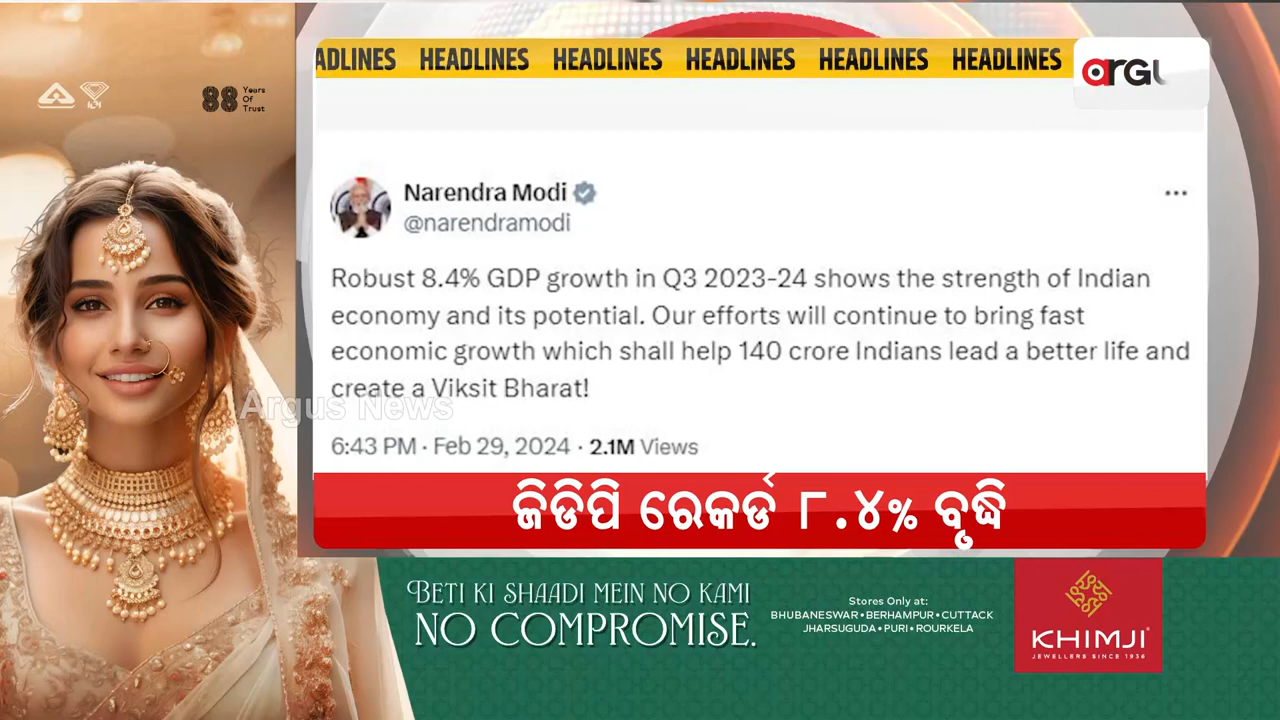 ADLINES HEADLINES HEADLINES HEADLINES HEADLINES HEADLINES
88 Years
Of
Trust
Narendra Modi
@narendramodi
Robust 8.4% GDP growth in Q3 2023-24 shows the strength of Indian
economy and its potential. Our efforts will continue to bring fast
economic growth which shall help 140 crore Indians lead a better life and
create a Viksit Bharat!
Argus News
6:43 PM · Feb 29, 2024 · 2.1M Views
ଜିଡିପି ରେକର୍ଡ ୮.୪% ବୃଦ୍ଧି
BETI KI SHAADI MEIN NO KAMI
NO COMPROMISE.
Stores Only at:
BHUBANESWAR • BERHAMPUR • CUTTACK
JHARSUGUDA • PURI • ROURKELA
KHIMJI
JEWELLERS SINCE 1936